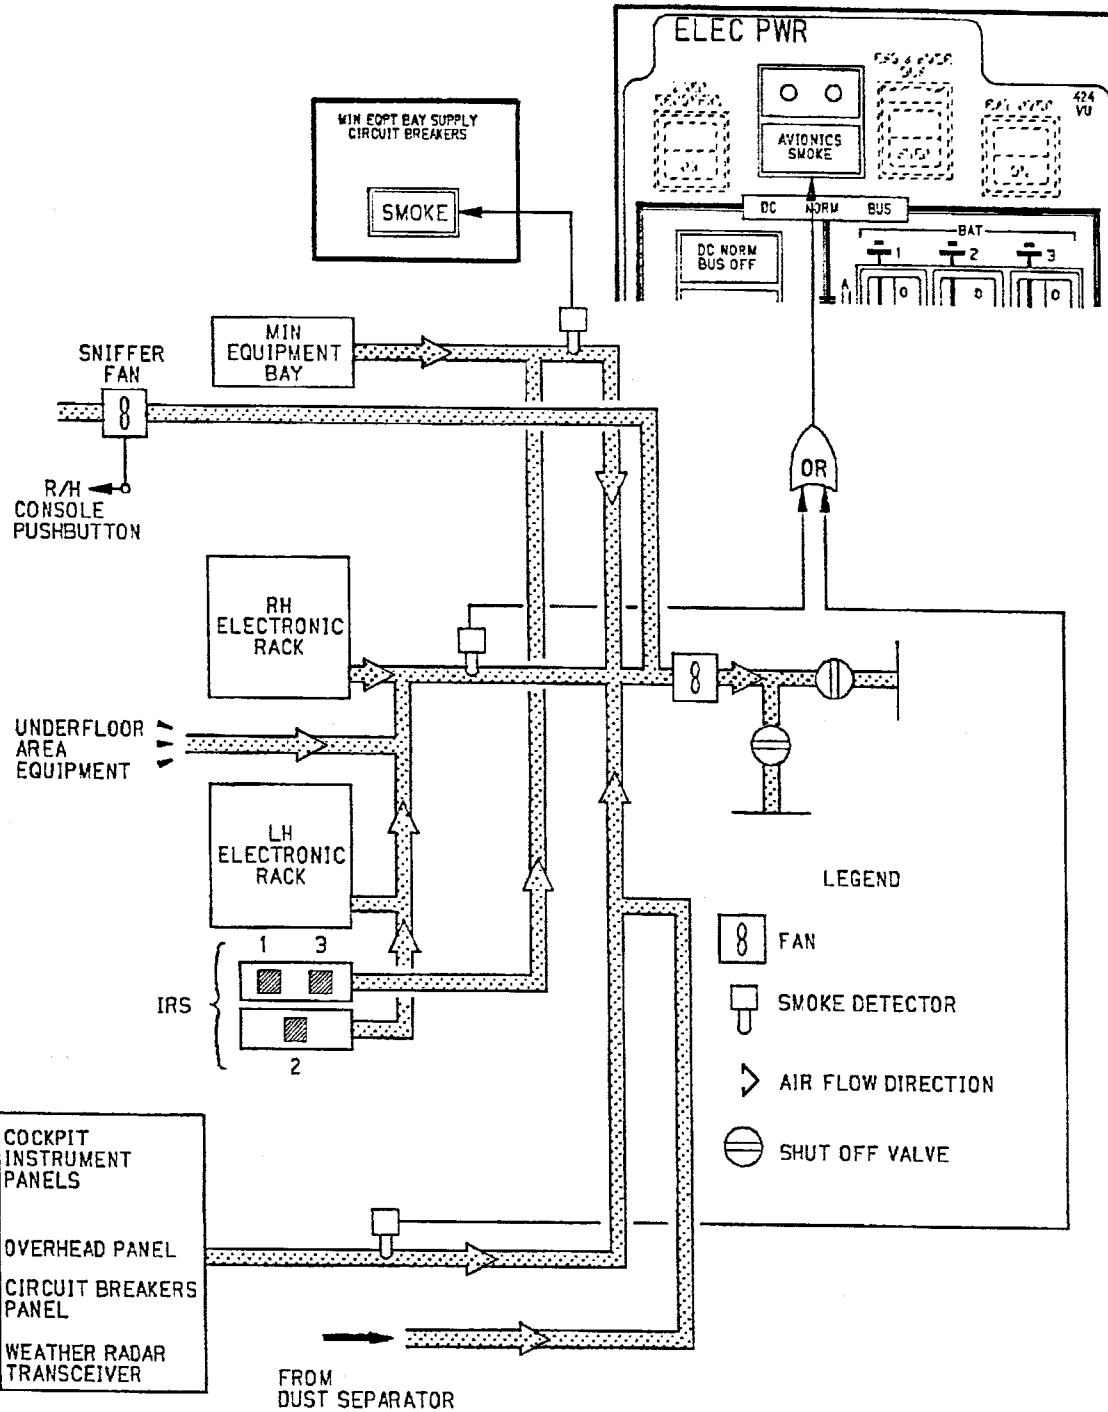 ELEC PWR
424
VU
AVIONICS
SMOKE
DC NORM BUS
BAT
1 2 3
DC NORM
BUS OFF
MIN EQPT BAY SUPPLY
CIRCUIT BREAKERS
SMOKE
MIN
EQUIPMENT
BAY
SNIFFER
FAN
8
R/H
CONSOLE
PUSHBUTTON
OR
RH
ELECTRONIC
RACK
8
UNDERFLOOR
AREA
EQUIPMENT
LH
ELECTRONIC
RACK
1 3
IRS
2
LEGEND
8 FAN
SMOKE DETECTOR
AIR FLOW DIRECTION
SHUT OFF VALVE
COCKPIT
INSTRUMENT
PANELS
OVERHEAD PANEL
CIRCUIT BREAKERS
PANEL
WEATHER RADAR
TRANSCEIVER
FROM
DUST SEPARATOR